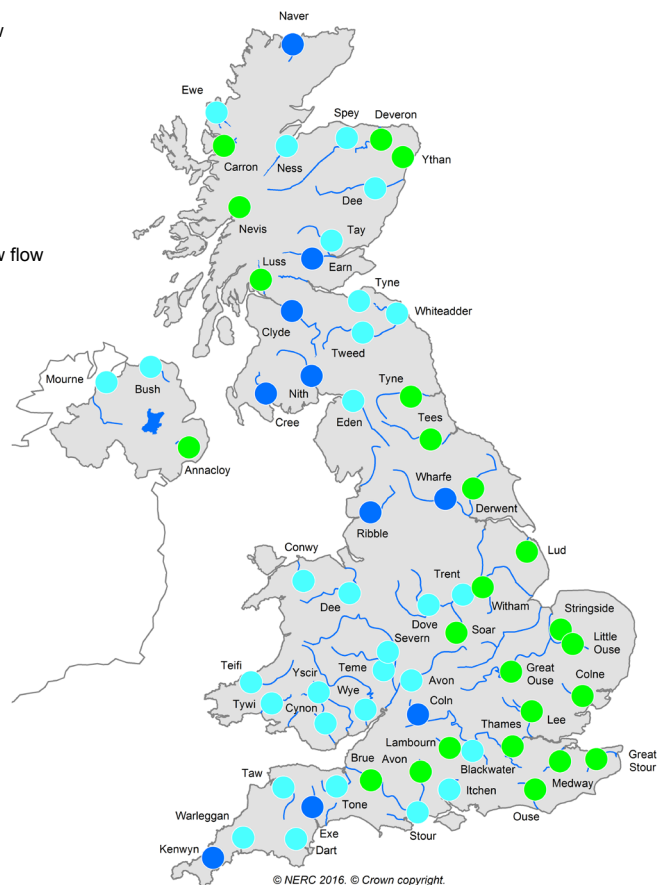 Naver
Ewe
Spey
Deveron
Carron
Ness
Ythan
Dee
Nevis
Tay
w flow
Luss
Earn
Tyne
Whiteadder
Clyde
Tweed
Mourne
Bush
Nith
Tyne
Cree
Eden
Tees
Annacloy
Wharfe
Derwent
Ribble
Conwy
Lud
Trent
Dee
Dove
Witham
Stringside
Severn
Soar
Little
Ouse
Teifi
Yscir
Teme
Great
Ouse
Colne
Tywi
Cynon
Wye
Avon
Coln
Thames
Lee
Lambourn
Brue
Avon
Blackwater
Great
Stour
Taw
Itchen
Medway
Tone
Ouse
Warleggan
Stour
Exe
Kenwyn
Dart
© NERC 2016. © Crown copyright.